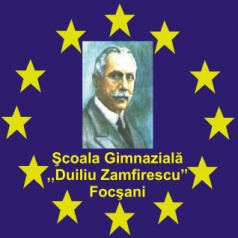 Şcoala Gimnazială
,,Duiliu Zamfirescu”
Focşani